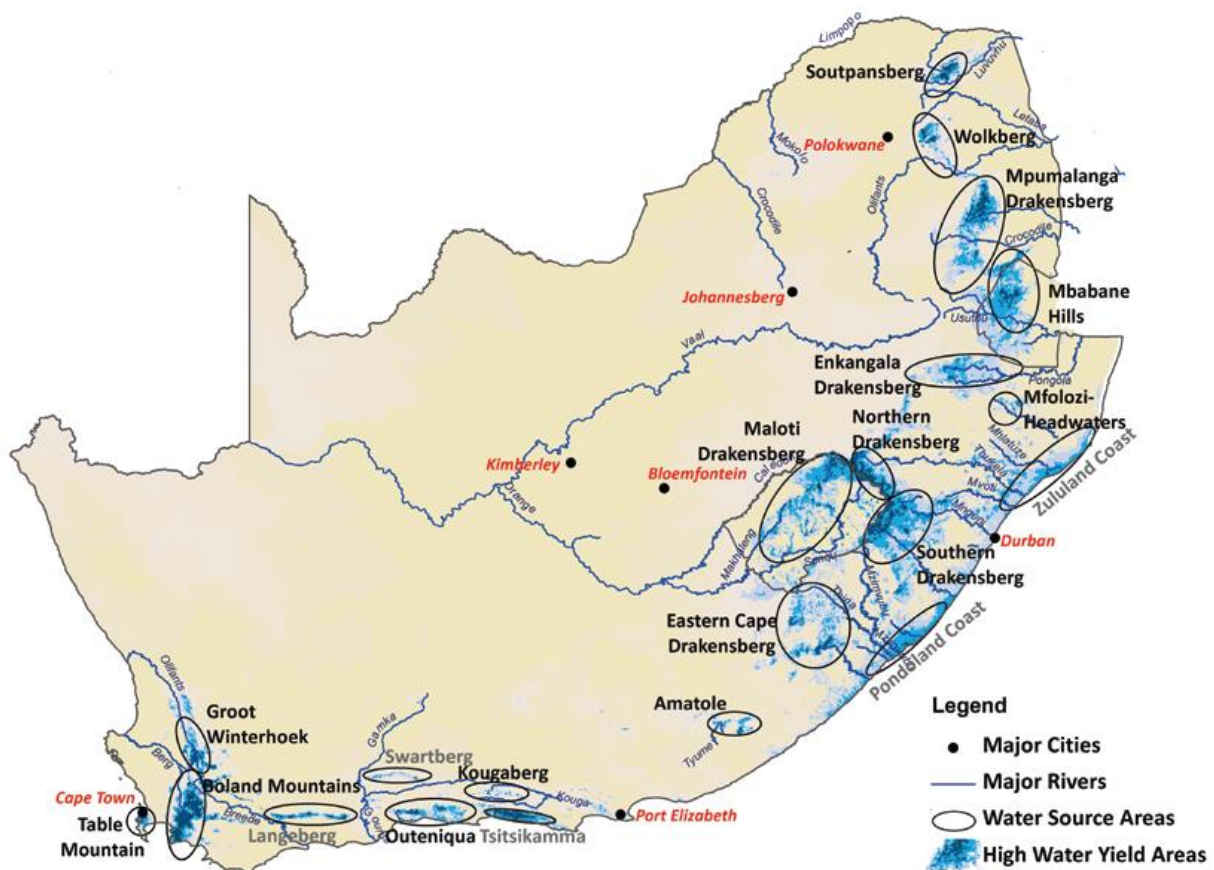 Limpopo
Soutpansberg
Luvuvhu
Letaba
Wolkberg
Polokwane
Mokolo
Mpumalanga
Drakensberg
Olifants
Crocodile
Crocodile
Johannesberg
Mbabane
Hills
Usuthu
Vaal
Enkangala
Drakensberg
Pongola
Mfolozi-
Headwaters
Northern
Drakensberg
Maloti
Drakensberg
Mhlatuze
Thukela
Zululand Coast
Kimberley
Bloemfontein
Mvoti
Orange
Mngeni
Durban
Makhaleng
Senqu
Southern
Drakensberg
Mzimvubu
Eastern Cape
Drakensberg
Pondoland Coast
Olifants
Groot
Winterhoek
Amatole
Tyume
Gamka
Swartberg
Berg
Boland Mountains
Kougaberg
Kouga
Cape Town
Breede
Port Elizabeth
Table
Mountain
Langeberg
Outeniqua
Tsitsikamma
Legend
Major Cities
Major Rivers
Water Source Areas
High Water Yield Areas